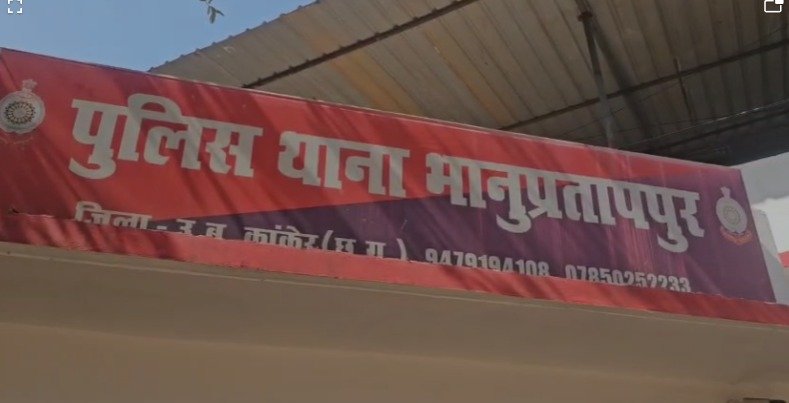 पुलिस थाना भानुप्रतापपुर
जिला - उ.ब. कांकेर (छ.ग.) 9479194108, 07850252233